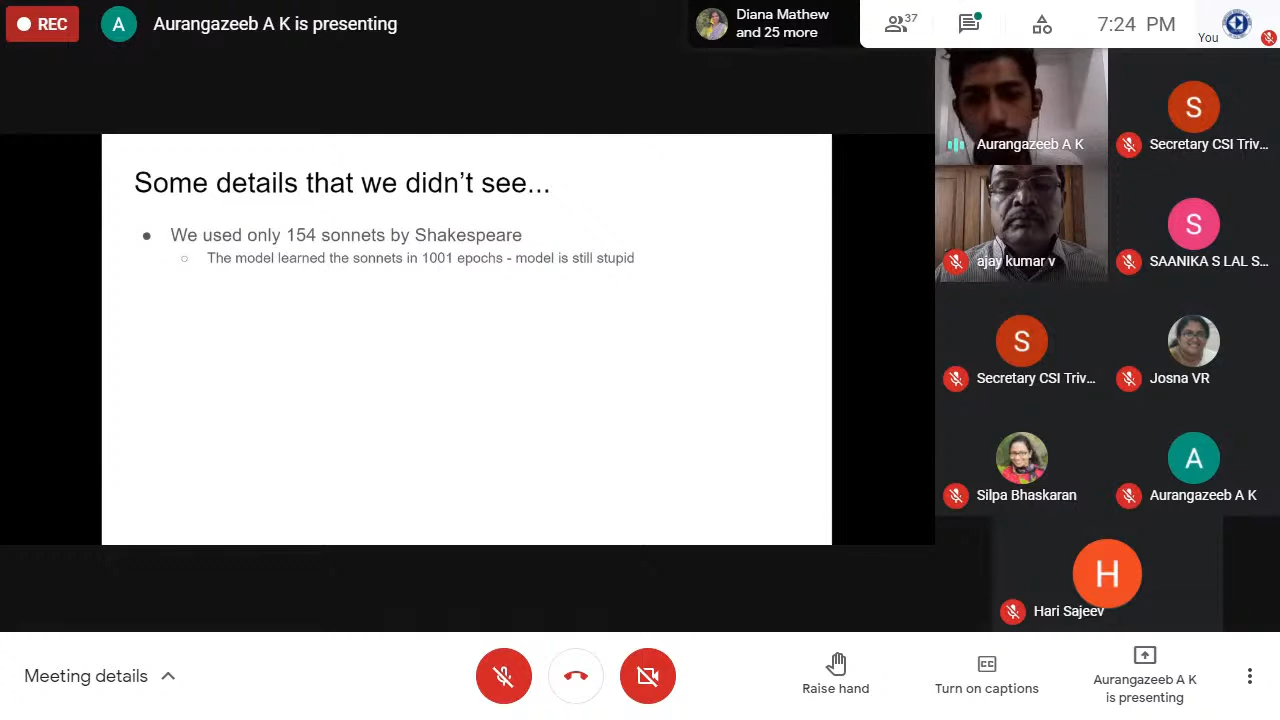 REC
A
Aurangazeeb A K is presenting
Diana Mathew
and 25 more
37
7:24 PM
You
Some details that we didn't see...
● We used only 154 sonnets by Shakespeare
○ The model learned the sonnets in 1001 epochs - model is still stupid
Aurangazeeb A K
S
Secretary CSI Triv...
ajay kumar v
S
SAANIKA S LAL S...
S
Secretary CSI Triv...
Josna VR
Silpa Bhaskaran
A
Aurangazeeb A K
H
Hari Sajeev
Meeting details
Raise hand
CC
Turn on captions
Aurangazeeb A K
is presenting